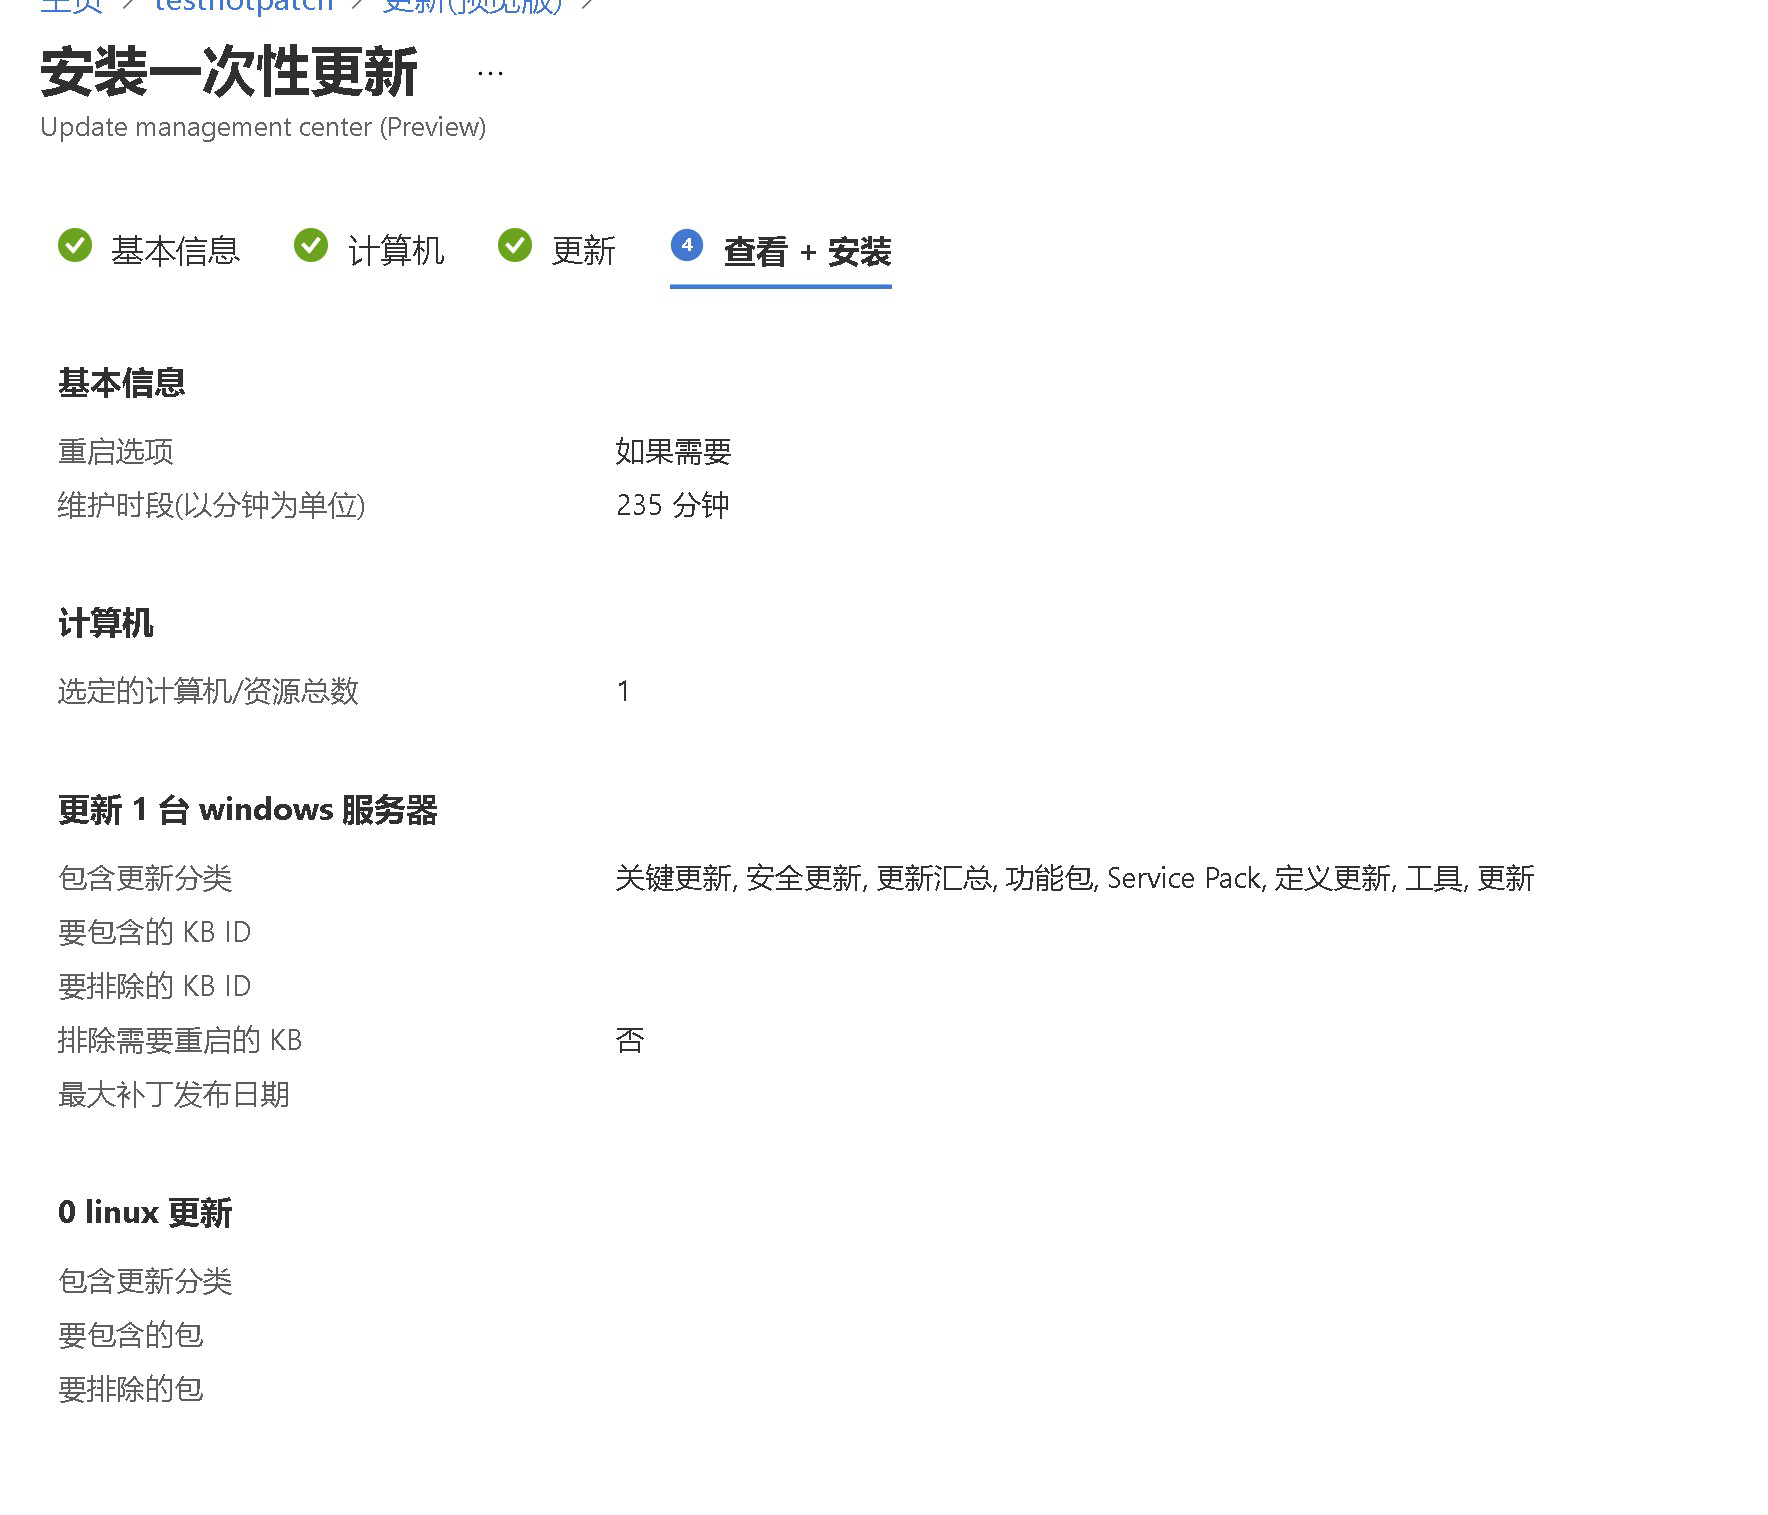 主页 > testhotpatch > 更新(预览版) >
安装一次性更新 ...
Update management center (Preview)
基本信息 计算机 更新 4 查看 + 安装
基本信息
重启选项 如果需要
维护时段(以分钟为单位) 235 分钟
计算机
选定的计算机/资源总数 1
更新 1 台 windows 服务器
包含更新分类 关键更新, 安全更新, 更新汇总, 功能包, Service Pack, 定义更新, 工具, 更新
要包含的 KB ID
要排除的 KB ID
排除需要重启的 KB 否
最大补丁发布日期
0 linux 更新
包含更新分类
要包含的包
要排除的包